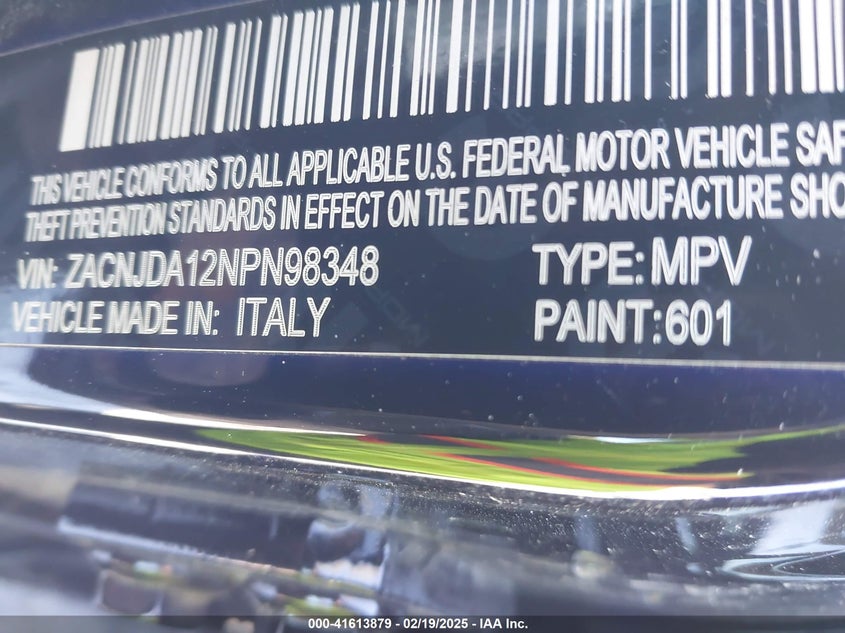 THIS VEHICLE CONFORMS TO ALL APPLICABLE U.S. FEDERAL MOTOR VEHICLE SAF
THEFT PREVENTION STANDARDS IN EFFECT ON THE DATE OF MANUFACTURE SHO
VIN: ZACNJDA12NPN98348 TYPE: MPV
VEHICLE MADE IN: ITALY PAINT: 601
000-41613879 / 02/19/2025 - IAA Inc.